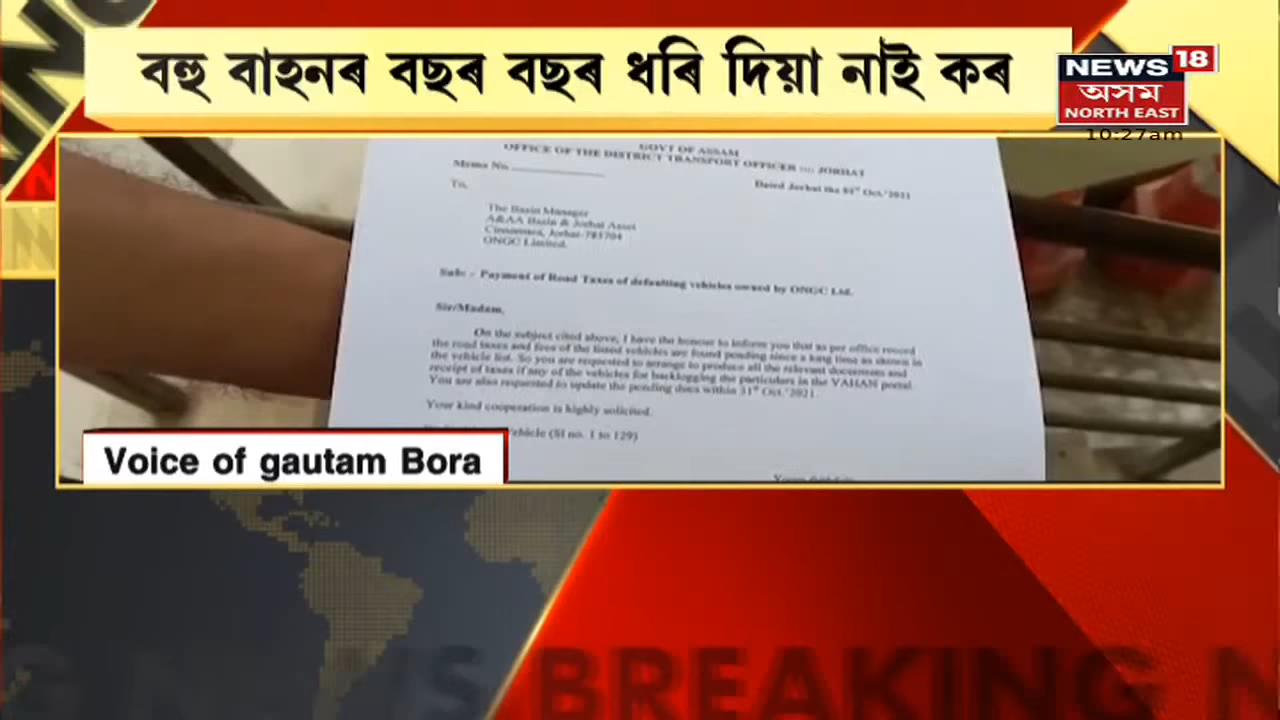 বহু বাহনৰ বছৰ বছৰ ধৰি দিয়া নাই কৰ
NEWS 18
অসম
NORTH EAST
10:27am
GOVT OF ASSAM
OFFICE OF THE DISTRICT TRANSPORT OFFICER ::: JORHAT
Memo No.
Dated Jorhat the 01st Oct.'2021
To,
The Basin Manager
A&AA Basin & Jorhat Asset
Cinnamara, Jorhat-785704
ONGC Limited.
Sub: - Payment of Road Taxes of defaulting vehicles owned by ONGC Ltd.
Sir/Madam,
On the subject cited above, I have the honour to inform you that as per office record
the road taxes and fees of the listed vehicles are found pending since a long time as shown in
the vehicle list. So you are requested to arrange to produce all the relevant documents and
receipt of taxes if any of the vehicles for backlogging the particulars in the VAHAN portal.
You are also requested to update the pending dues within 31st Oct.'2021.
Your kind cooperation is highly solicited.
Vehicle (Sl no. 1 to 129)
Voice of gautam Bora
NEWS BREAKING N